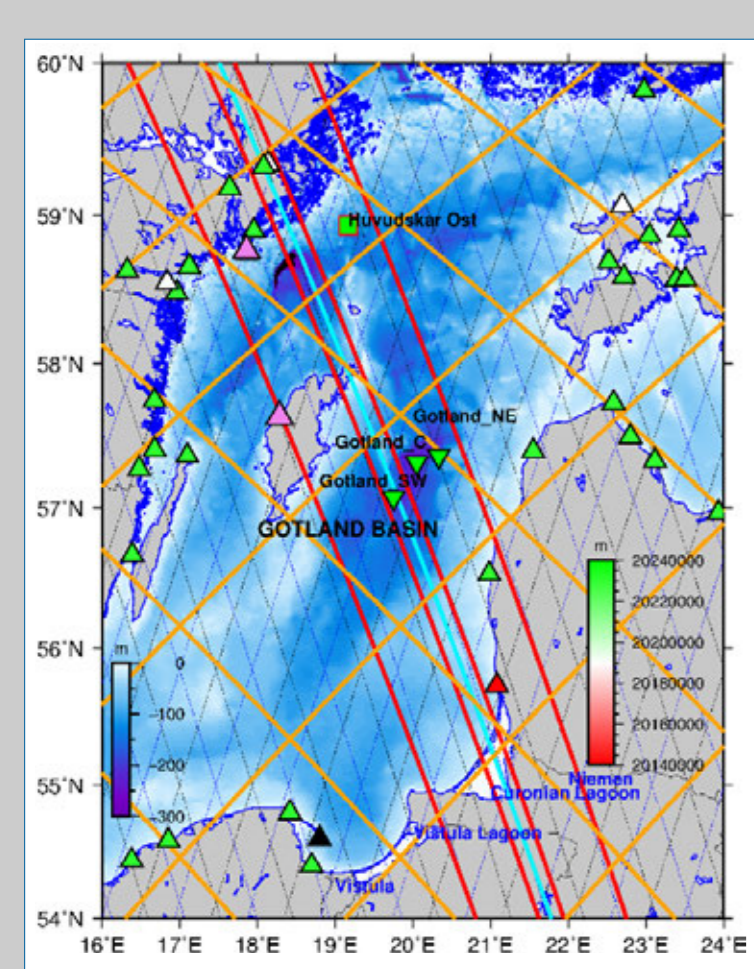 60°N
59°N
58°N
57°N
56°N
55°N
54°N
16°E 17°E 18°E 19°E 20°E 21°E 22°E 23°E 24°E
Huvudskar Ost
Gotland_NE
Gotland_C
Gotland_SW
GOTLAND BASIN
m
0
-100
-200
-300
m
20240000
20220000
20200000
20180000
20160000
20140000
Niemen
Curonian Lagoon
Vistula Lagoon
Vistula